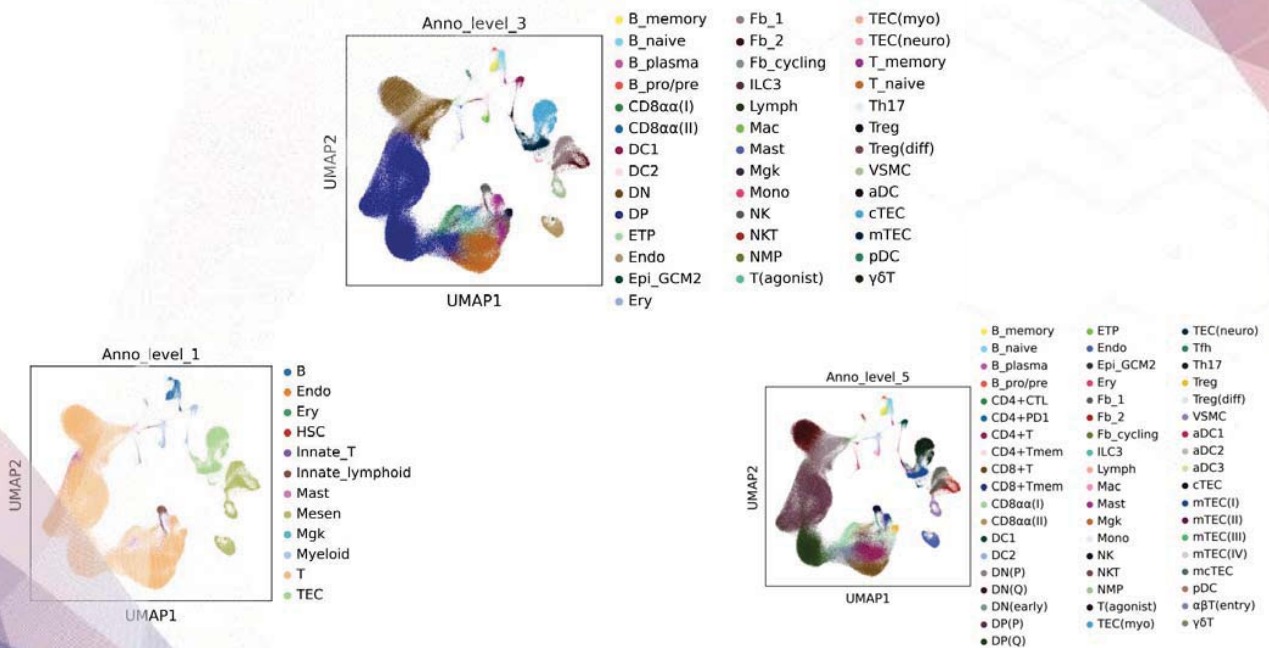 Anno_level_3
UMAP2
UMAP1
B_memory
B_naive
B_plasma
B_pro/pre
CD8αα(I)
CD8αα(II)
DC1
DC2
DN
DP
ETP
Endo
Epi_GCM2
Ery
Fb_1
Fb_2
Fb_cycling
ILC3
Lymph
Mac
Mast
Mgk
Mono
NK
NKT
NMP
T(agonist)
TEC(myo)
TEC(neuro)
T_memory
T_naive
Th17
Treg
Treg(diff)
VSMC
aDC
cTEC
mTEC
pDC
γδT
Anno_level_1
UMAP2
UMAP1
B
Endo
Ery
HSC
Innate_T
Innate_lymphoid
Mast
Mesen
Mgk
Myeloid
T
TEC
Anno_level_5
UMAP2
UMAP1
B_memory
B_naive
B_plasma
B_pro/pre
CD4+CTL
CD4+PD1
CD4+T
CD4+Tmem
CD8+T
CD8+Tmem
CD8αα(I)
CD8αα(II)
DC1
DC2
DN(P)
DN(Q)
DN(early)
DP(P)
DP(Q)
ETP
Endo
Epi_GCM2
Ery
Fb_1
Fb_2
Fb_cycling
ILC3
Lymph
Mac
Mast
Mgk
Mono
NK
NKT
NMP
T(agonist)
TEC(myo)
TEC(neuro)
Tfh
Th17
Treg
Treg(diff)
VSMC
aDC1
aDC2
aDC3
cTEC
mTEC(I)
mTEC(II)
mTEC(III)
mTEC(IV)
mcTEC
pDC
αβT(entry)
γδT